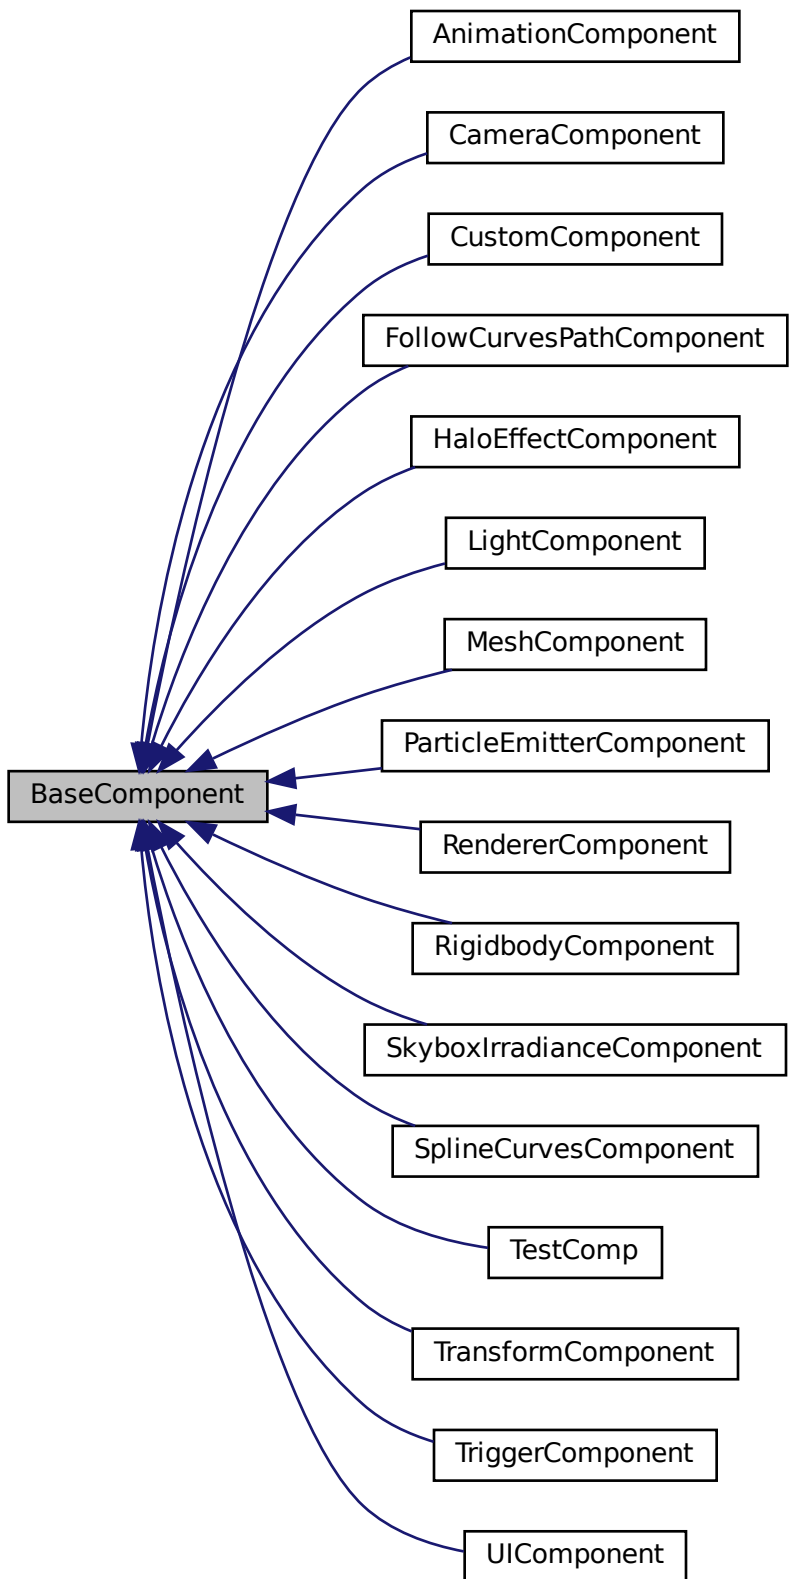 AnimationComponent
CameraComponent
CustomComponent
FollowCurvesPathComponent
HaloEffectComponent
LightComponent
MeshComponent
ParticleEmitterComponent
BaseComponent
RendererComponent
RigidbodyComponent
SkyboxIrradianceComponent
SplineCurvesComponent
TestComp
TransformComponent
TriggerComponent
UIComponent